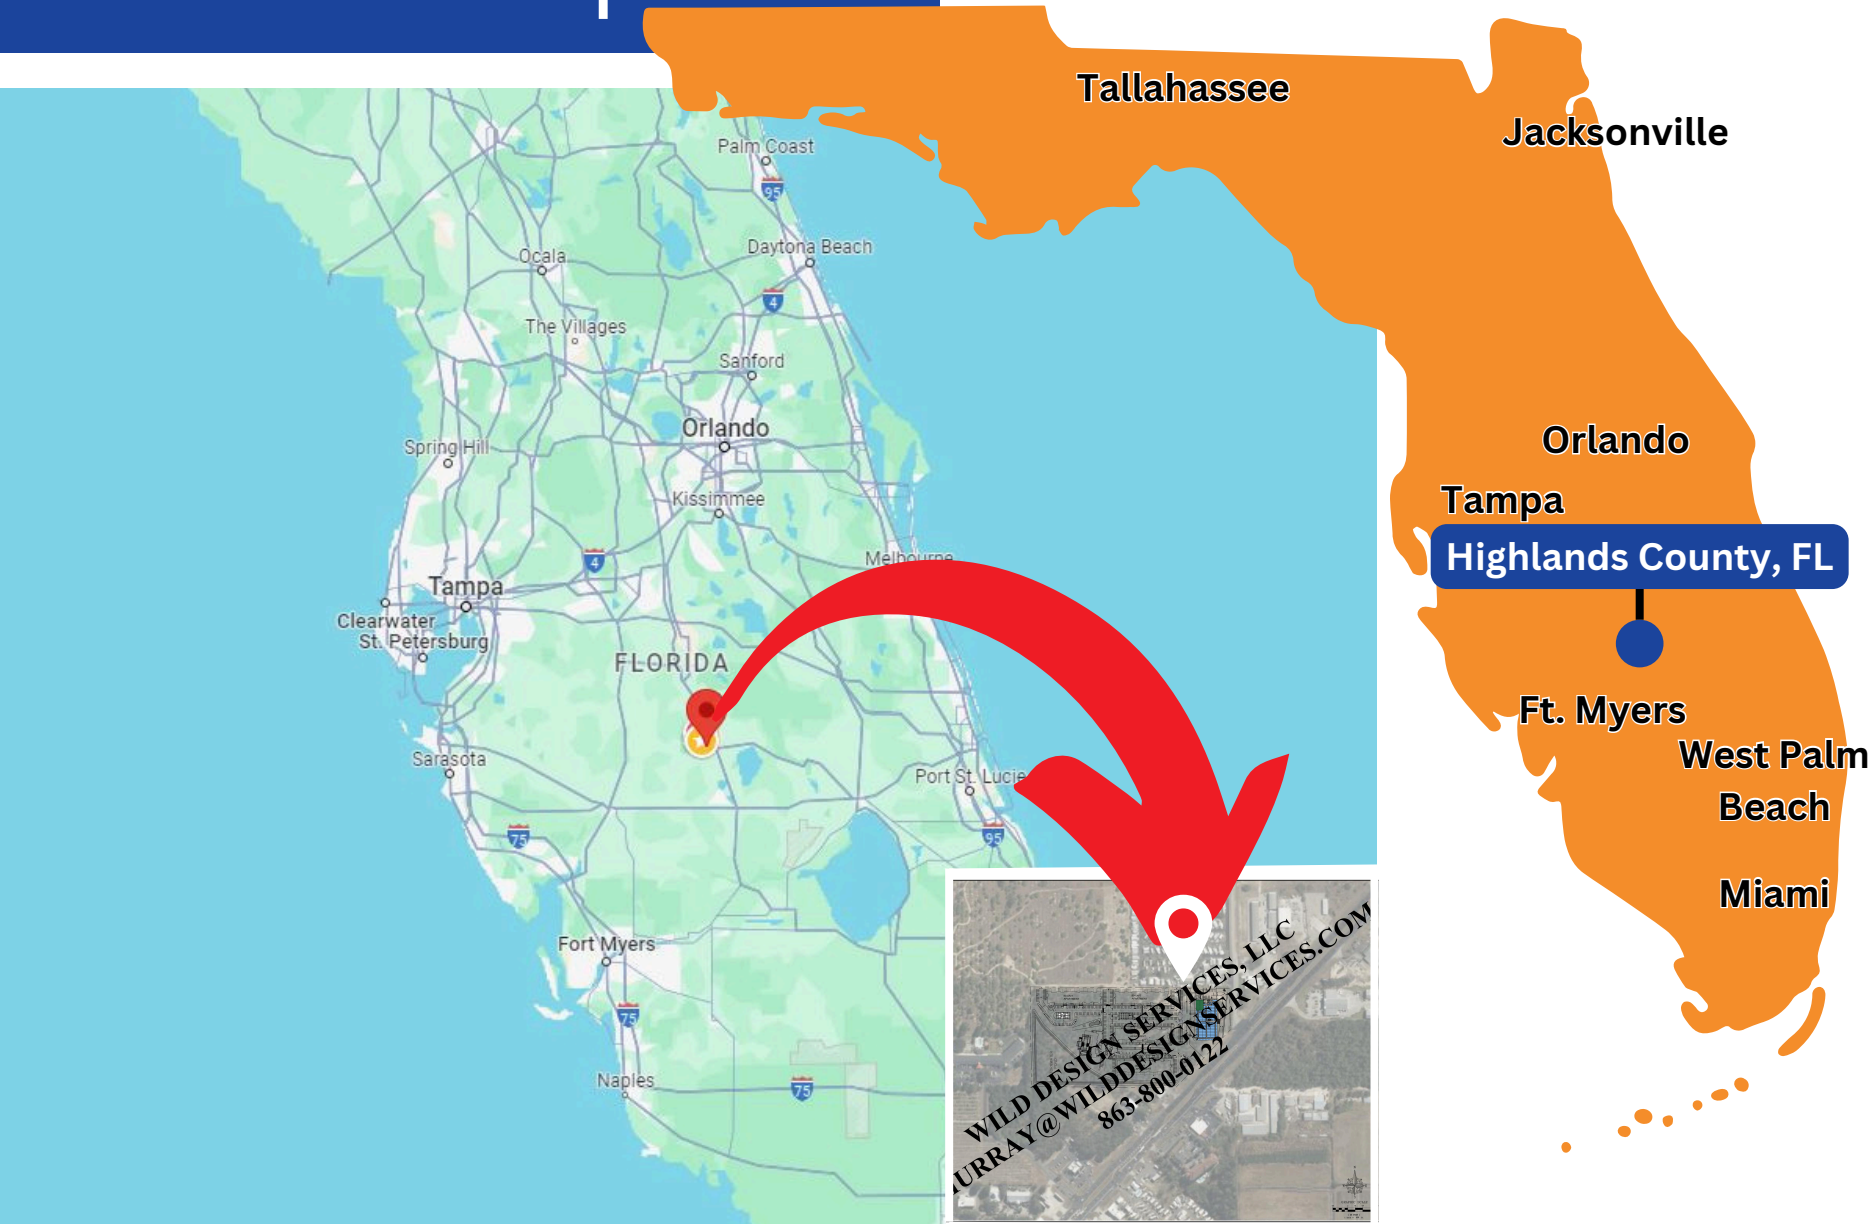 Tallahassee
Jacksonville
Orlando
Tampa
Highlands County, FL
Ft. Myers
West Palm
Beach
Miami
Palm Coast
95
Daytona Beach
Ocala
4
The Villages
Sanford
Orlando
Spring Hill
Kissimmee
4
Melbourne
Tampa
Clearwater
St. Petersburg
FLORIDA
Sarasota
Port St. Lucie
75
95
Fort Myers
75
Naples
75
WILD DESIGN SERVICES, LLC
URRAY@WILDDESIGNSERVICES.COM
863-800-0122